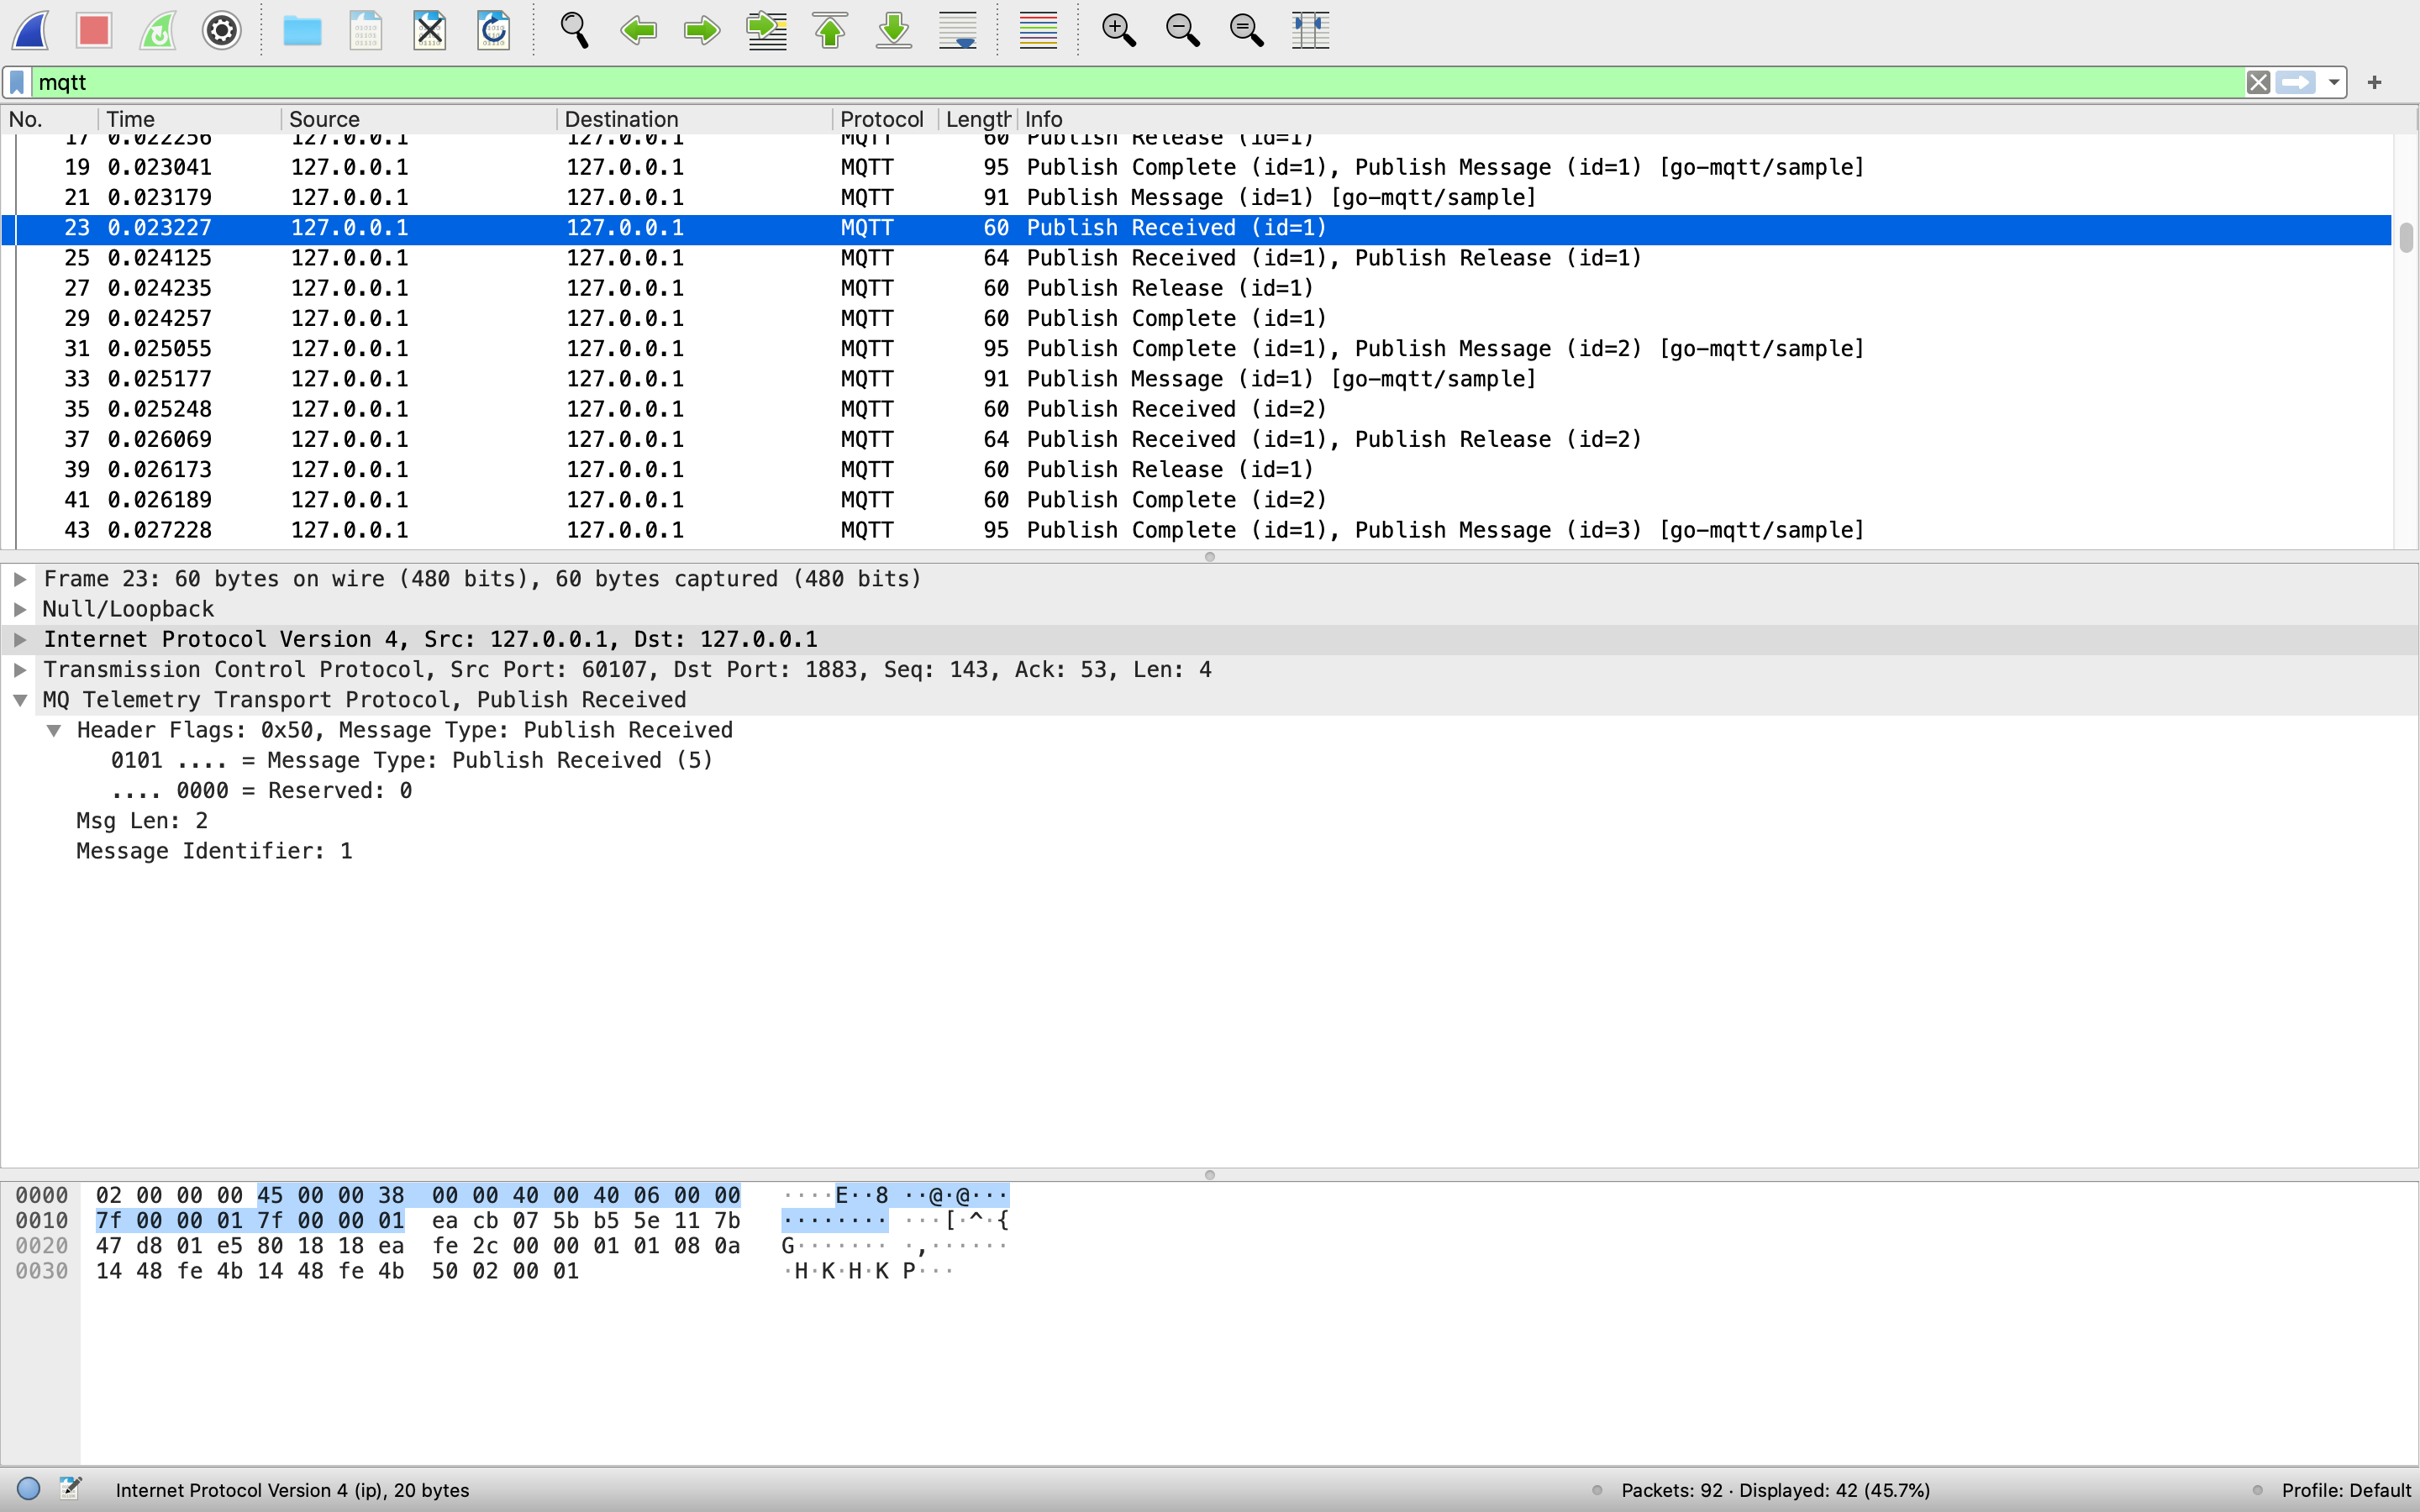 mqtt
No. Time Source Destination Protocol Length Info
17 0.022256 127.0.0.1 127.0.0.1 MQTT 60 Publish Release (id=1)
19 0.023041 127.0.0.1 127.0.0.1 MQTT 95 Publish Complete (id=1), Publish Message (id=1) [go-mqtt/sample]
21 0.023179 127.0.0.1 127.0.0.1 MQTT 91 Publish Message (id=1) [go-mqtt/sample]
23 0.023227 127.0.0.1 127.0.0.1 MQTT 60 Publish Received (id=1)
25 0.024125 127.0.0.1 127.0.0.1 MQTT 64 Publish Received (id=1), Publish Release (id=1)
27 0.024235 127.0.0.1 127.0.0.1 MQTT 60 Publish Release (id=1)
29 0.024257 127.0.0.1 127.0.0.1 MQTT 60 Publish Complete (id=1)
31 0.025055 127.0.0.1 127.0.0.1 MQTT 95 Publish Complete (id=1), Publish Message (id=2) [go-mqtt/sample]
33 0.025177 127.0.0.1 127.0.0.1 MQTT 91 Publish Message (id=1) [go-mqtt/sample]
35 0.025248 127.0.0.1 127.0.0.1 MQTT 60 Publish Received (id=2)
37 0.026069 127.0.0.1 127.0.0.1 MQTT 64 Publish Received (id=1), Publish Release (id=2)
39 0.026173 127.0.0.1 127.0.0.1 MQTT 60 Publish Release (id=1)
41 0.026189 127.0.0.1 127.0.0.1 MQTT 60 Publish Complete (id=2)
43 0.027228 127.0.0.1 127.0.0.1 MQTT 95 Publish Complete (id=1), Publish Message (id=3) [go-mqtt/sample]
Frame 23: 60 bytes on wire (480 bits), 60 bytes captured (480 bits)
Null/Loopback
Internet Protocol Version 4, Src: 127.0.0.1, Dst: 127.0.0.1
Transmission Control Protocol, Src Port: 60107, Dst Port: 1883, Seq: 143, Ack: 53, Len: 4
MQ Telemetry Transport Protocol, Publish Received
Header Flags: 0x50, Message Type: Publish Received
0101 .... = Message Type: Publish Received (5)
.... 0000 = Reserved: 0
Msg Len: 2
Message Identifier: 1
0000 02 00 00 00 45 00 00 38 00 00 40 00 40 06 00 00 ····E··8 ··@·@···
0010 7f 00 00 01 7f 00 00 01 ea cb 07 5b b5 5e 11 7b ········ ···[·^·{
0020 47 d8 01 e5 80 18 18 ea fe 2c 00 00 01 01 08 0a G······· ·,······
0030 14 48 fe 4b 14 48 fe 4b 50 02 00 01 ·H·K·H·K P···
Internet Protocol Version 4 (ip), 20 bytes Packets: 92 · Displayed: 42 (45.7%) Profile: Default